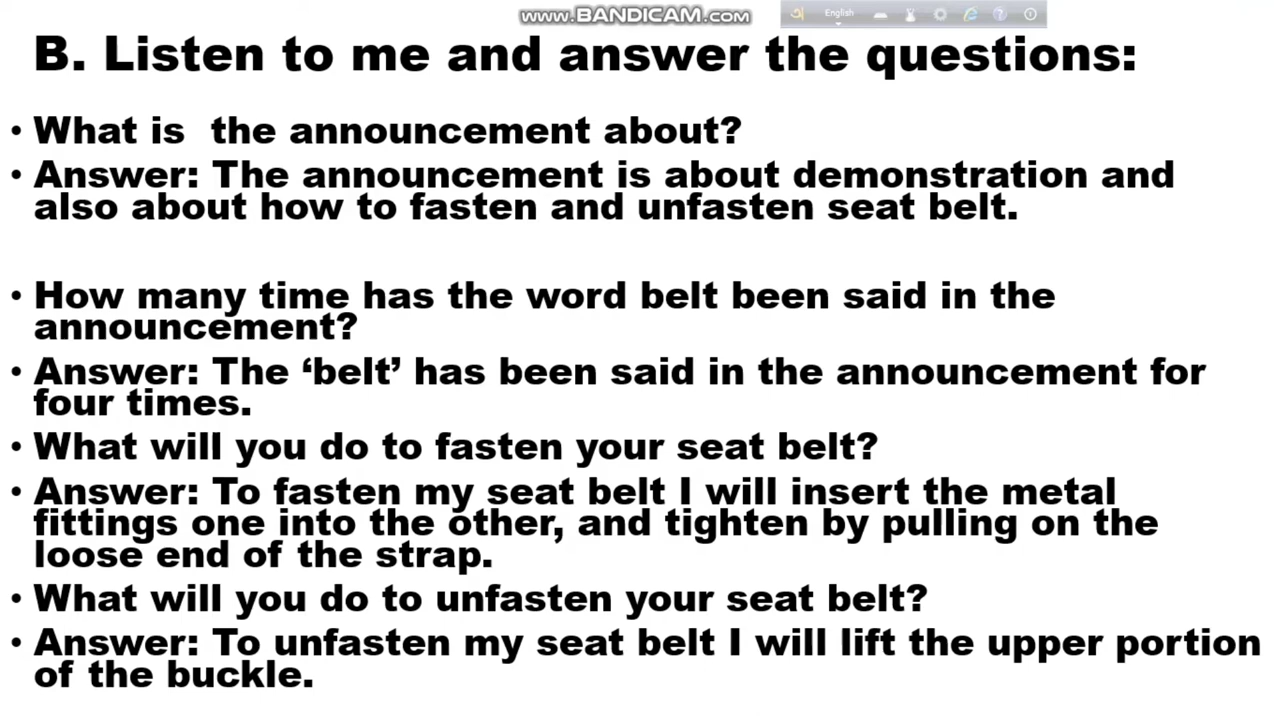 www.BANDICAM.com
English
B. Listen to me and answer the questions:
• What is  the announcement about?
• Answer: The announcement is about demonstration and
also about how to fasten and unfasten seat belt.
• How many time has the word belt been said in the
announcement?
• Answer: The ‘belt’ has been said in the announcement for
four times.
• What will you do to fasten your seat belt?
• Answer: To fasten my seat belt I will insert the metal
fittings one into the other, and tighten by pulling on the
loose end of the strap.
• What will you do to unfasten your seat belt?
• Answer: To unfasten my seat belt I will lift the upper portion
of the buckle.